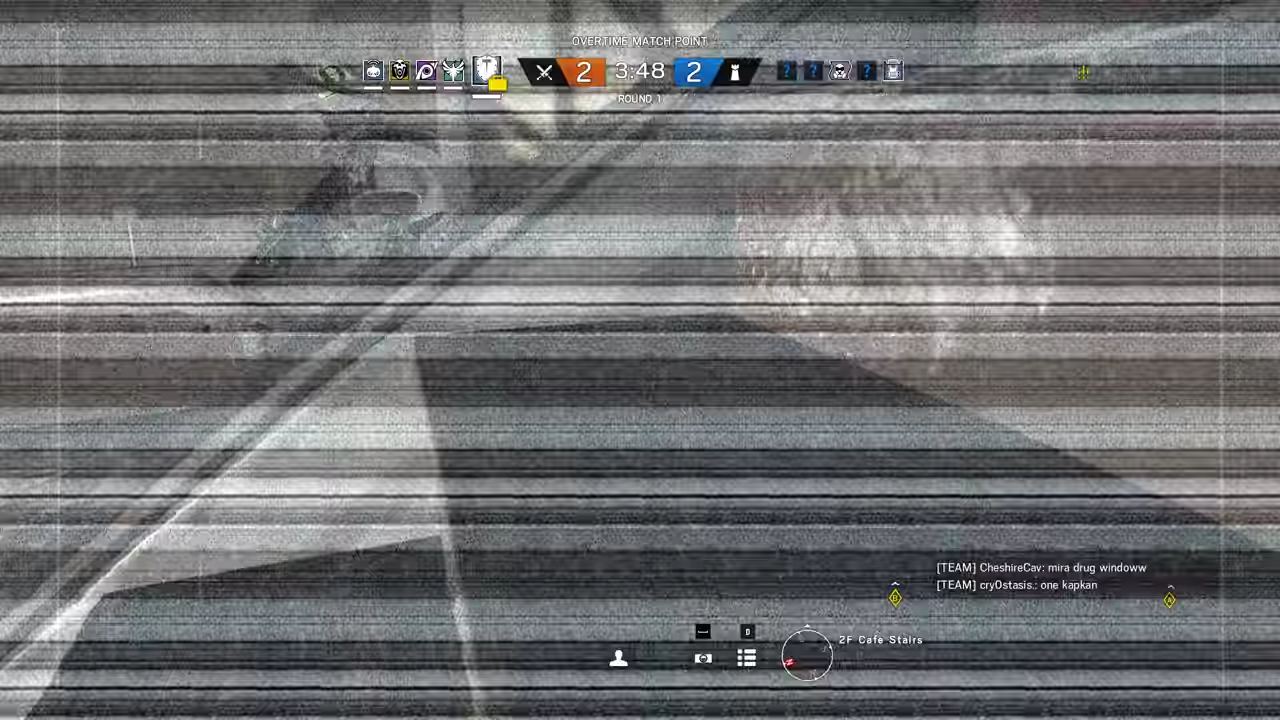 OVERTIME MATCH POINT
2 3:48 2
? ? ?
ROUND 1
[TEAM] CheshireCav: mira drug windoww
[TEAM] cryOstasis.: one kapkan
B A
D
2F Cafe Stairs